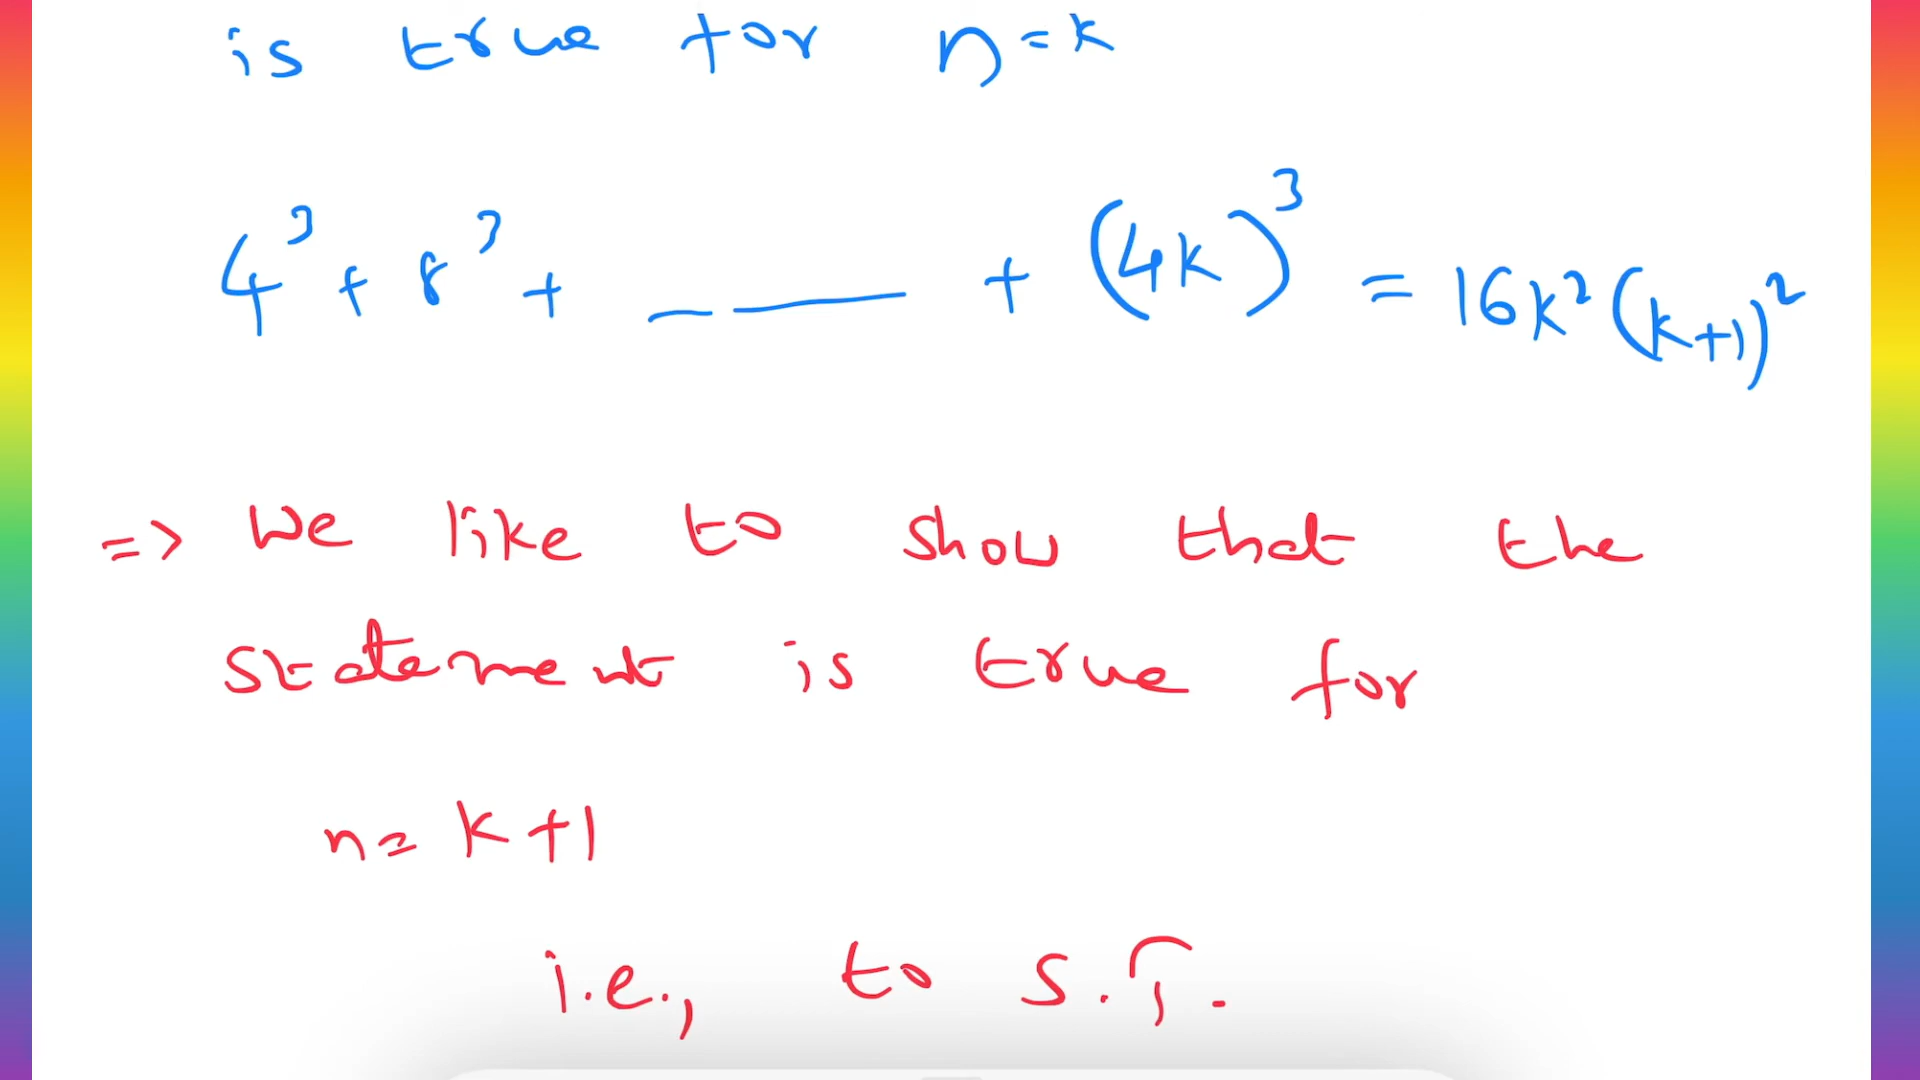 is true for n=k
4³ + 8³ + ______ + (4k)³ = 16k²(k+1)²
=> We like to show that the
statement is true for
n= k+1
i.e., to S.T.